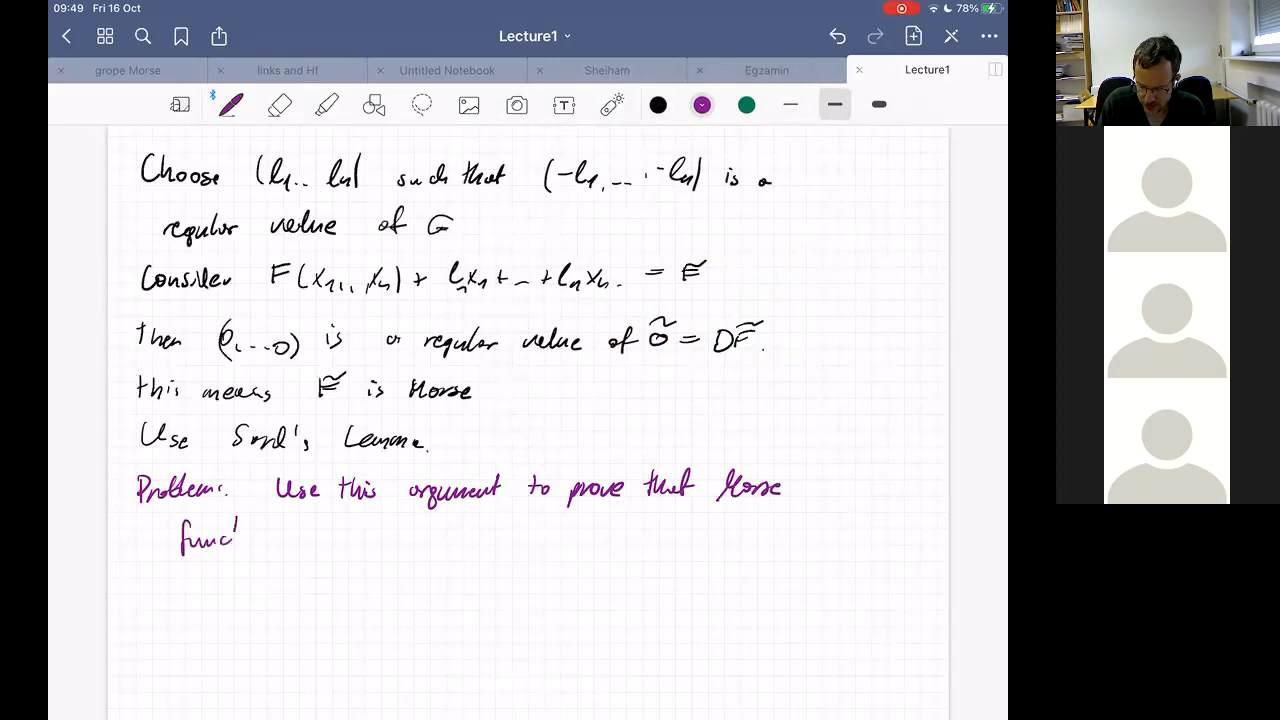 09:49 Fri 16 Oct
78%
Lecture1
grope Morse
links and Hf
Untitled Notebook
Sheiham
Egzamin
Lecture1
Choose (l₁.. lₙ) such that (-l₁, ... , -lₙ) is a
regular value of G
Consider F(x₁,..,xₙ) + l₁x₁ + ... + lₙxₙ. = F̃
then (0,...0) is a regular value of G̃ = DF̃.
this means F̃ is Morse
Use Sard's Lemma.
Problem. Use this argument to prove that Morse
func